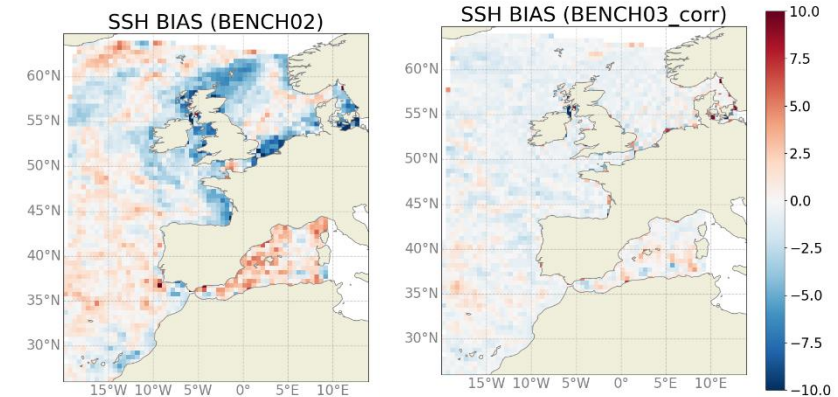 SSH BIAS (BENCH02)
60°N
55°N
50°N
45°N
40°N
35°N
30°N
15°W 10°W 5°W 0° 5°E 10°E
SSH BIAS (BENCH03_corr)
60°N
55°N
50°N
45°N
40°N
35°N
30°N
15°W 10°W 5°W 0° 5°E 10°E
10.0
7.5
5.0
2.5
0.0
−2.5
−5.0
−7.5
−10.0